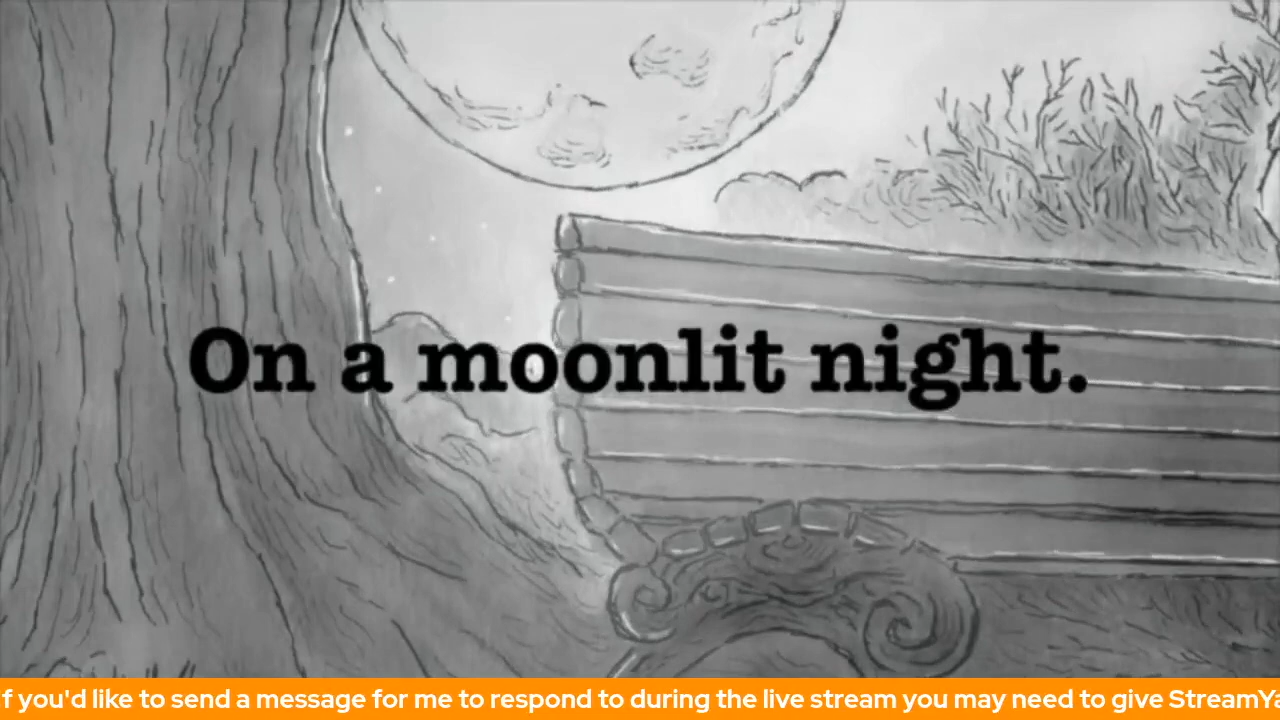 On a moonlit night.
f you'd like to send a message for me to respond to during the live stream you may need to give StreamYa